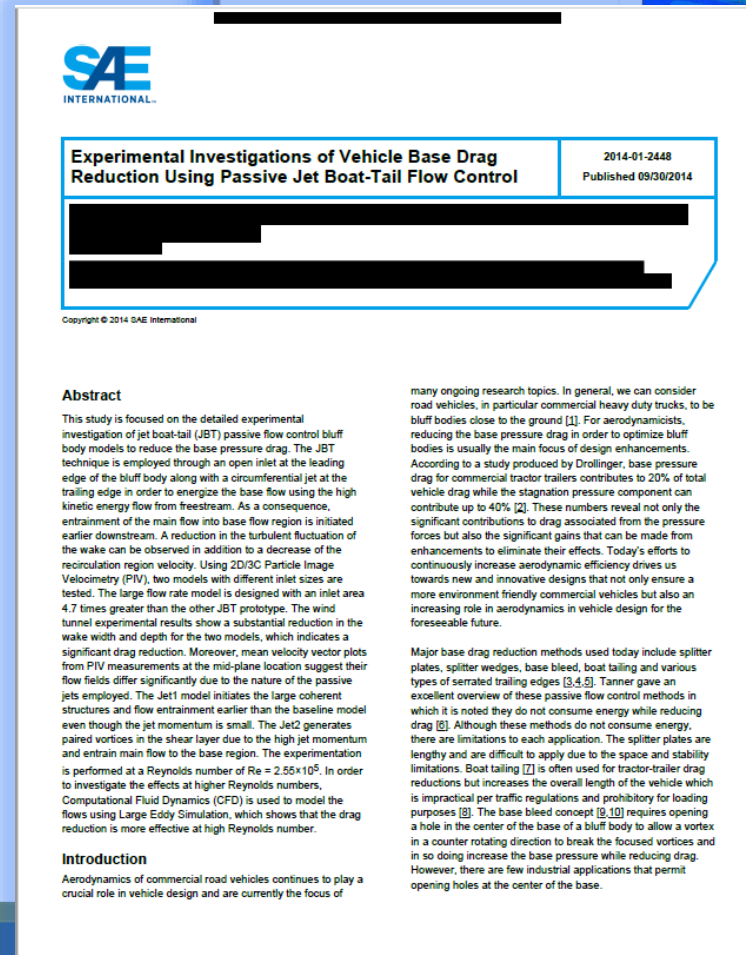 SAE
INTERNATIONAL™
Experimental Investigations of Vehicle Base Drag
Reduction Using Passive Jet Boat-Tail Flow Control
2014-01-2448
Published 09/30/2014
Copyright © 2014 SAE International
Abstract
This study is focused on the detailed experimental
investigation of jet boat-tail (JBT) passive flow control bluff
body models to reduce the base pressure drag. The JBT
technique is employed through an open inlet at the leading
edge of the bluff body along with a circumferential jet at the
trailing edge in order to energize the base flow using the high
kinetic energy flow from freestream. As a consequence,
entrainment of the main flow into base flow region is initiated
earlier downstream. A reduction in the turbulent fluctuation of
the wake can be observed in addition to a decrease of the
recirculation region velocity. Using 2D/3C Particle Image
Velocimetry (PIV), two models with different inlet sizes are
tested. The large flow rate model is designed with an inlet area
4.7 times greater than the other JBT prototype. The wind
tunnel experimental results show a substantial reduction in the
wake width and depth for the two models, which indicates a
significant drag reduction. Moreover, mean velocity vector plots
from PIV measurements at the mid-plane location suggest their
flow fields differ significantly due to the nature of the passive
jets employed. The Jet1 model initiates the large coherent
structures and flow entrainment earlier than the baseline model
even though the jet momentum is small. The Jet2 generates
paired vortices in the shear layer due to the high jet momentum
and entrain main flow to the base region. The experimentation
is performed at a Reynolds number of Re = 2.55×10⁵. In order
to investigate the effects at higher Reynolds numbers,
Computational Fluid Dynamics (CFD) is used to model the
flows using Large Eddy Simulation, which shows that the drag
reduction is more effective at high Reynolds number.
Introduction
Aerodynamics of commercial road vehicles continues to play a
crucial role in vehicle design and are currently the focus of
many ongoing research topics. In general, we can consider
road vehicles, in particular commercial heavy duty trucks, to be
bluff bodies close to the ground [1]. For aerodynamicists,
reducing the base pressure drag in order to optimize bluff
bodies is usually the main focus of design enhancements.
According to a study produced by Drollinger, base pressure
drag for commercial tractor trailers contributes to 20% of total
vehicle drag while the stagnation pressure component can
contribute up to 40% [2]. These numbers reveal not only the
significant contributions to drag associated from the pressure
forces but also the significant gains that can be made from
enhancements to eliminate their effects. Today's efforts to
continuously increase aerodynamic efficiency drives us
towards new and innovative designs that not only ensure a
more environment friendly commercial vehicles but also an
increasing role in aerodynamics in vehicle design for the
foreseeable future.
Major base drag reduction methods used today include splitter
plates, splitter wedges, base bleed, boat tailing and various
types of serrated trailing edges [3,4,5]. Tanner gave an
excellent overview of these passive flow control methods in
which it is noted they do not consume energy while reducing
drag [6]. Although these methods do not consume energy,
there are limitations to each application. The splitter plates are
lengthy and are difficult to apply due to the space and stability
limitations. Boat tailing [7] is often used for tractor-trailer drag
reductions but increases the overall length of the vehicle which
is impractical per traffic regulations and prohibitory for loading
purposes [8]. The base bleed concept [9,10] requires opening
a hole in the center of the base of a bluff body to allow a vortex
in a counter rotating direction to break the focused vortices and
in so doing increase the base pressure while reducing drag.
However, there are few industrial applications that permit
opening holes at the center of the base.